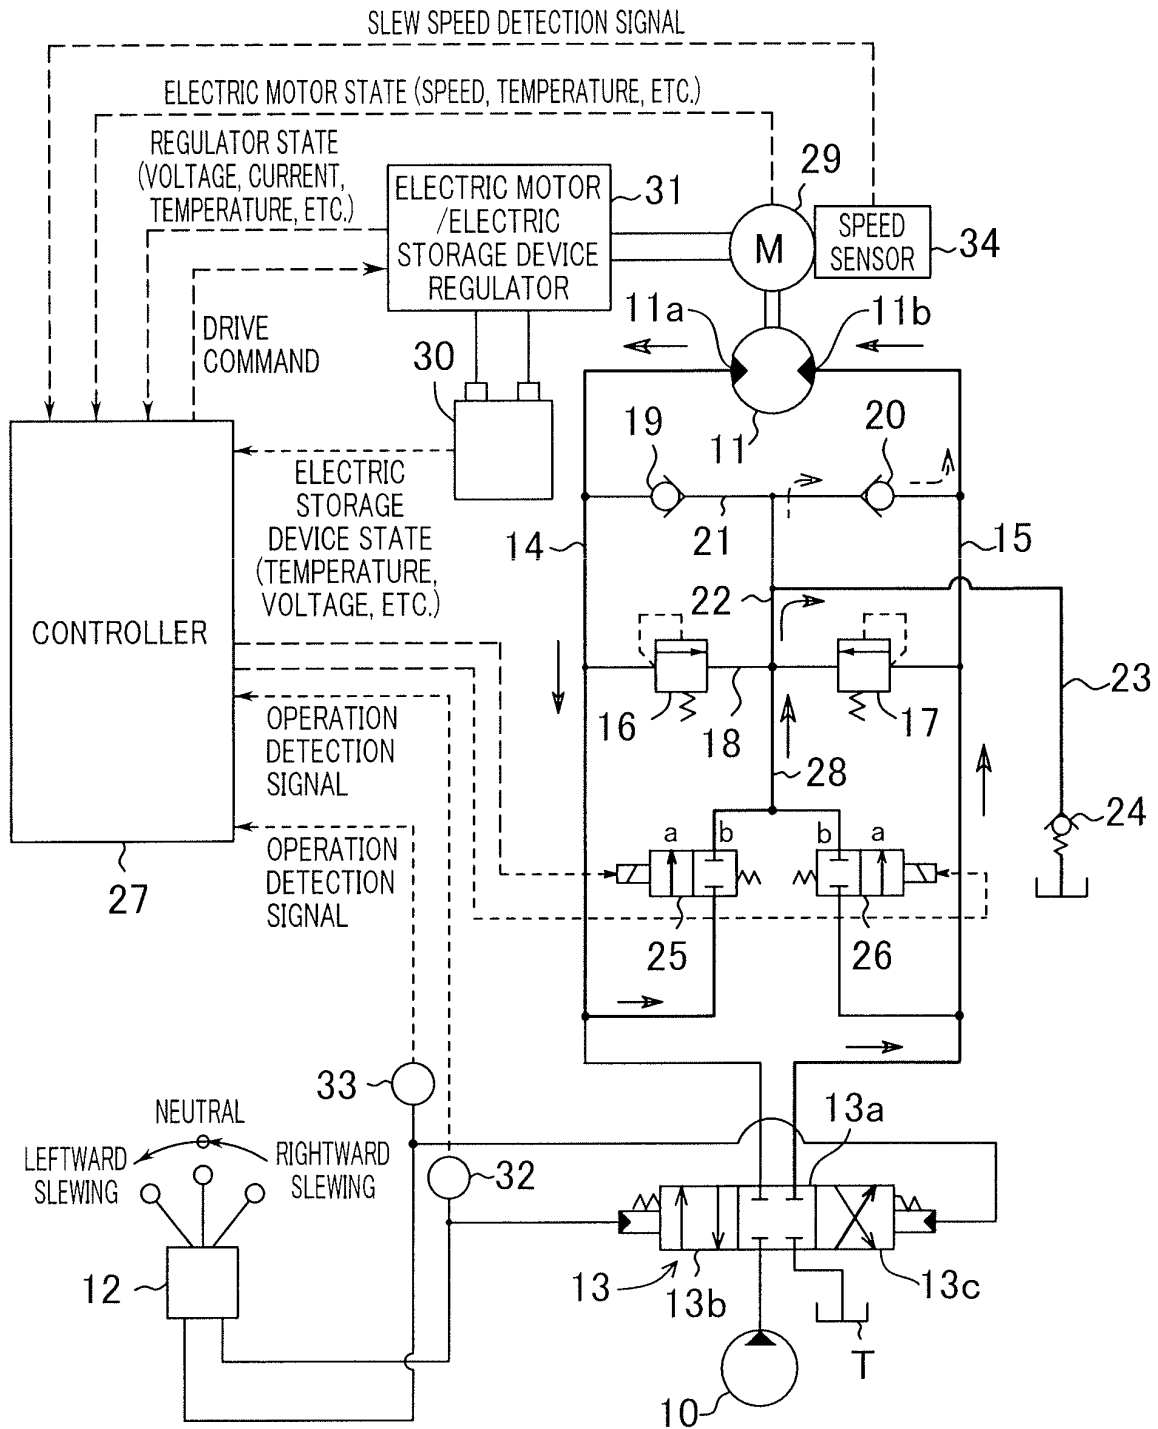 SLEW SPEED DETECTION SIGNAL
ELECTRIC MOTOR STATE (SPEED, TEMPERATURE, ETC.)
REGULATOR STATE
(VOLTAGE, CURRENT,
TEMPERATURE, ETC.)
ELECTRIC MOTOR
/ELECTRIC
STORAGE DEVICE
REGULATOR
31
29
M
SPEED
SENSOR
34
DRIVE
COMMAND
30
11a
11b
11
19
20
ELECTRIC
STORAGE
DEVICE STATE
(TEMPERATURE,
VOLTAGE, ETC.)
14
21
15
22
CONTROLLER
16
18
17
23
OPERATION
DETECTION
SIGNAL
28
24
a
b
b
a
27
OPERATION
DETECTION
SIGNAL
25
26
33
NEUTRAL
LEFTWARD
SLEWING
RIGHTWARD
SLEWING
32
13a
12
13
13b
13c
T
10